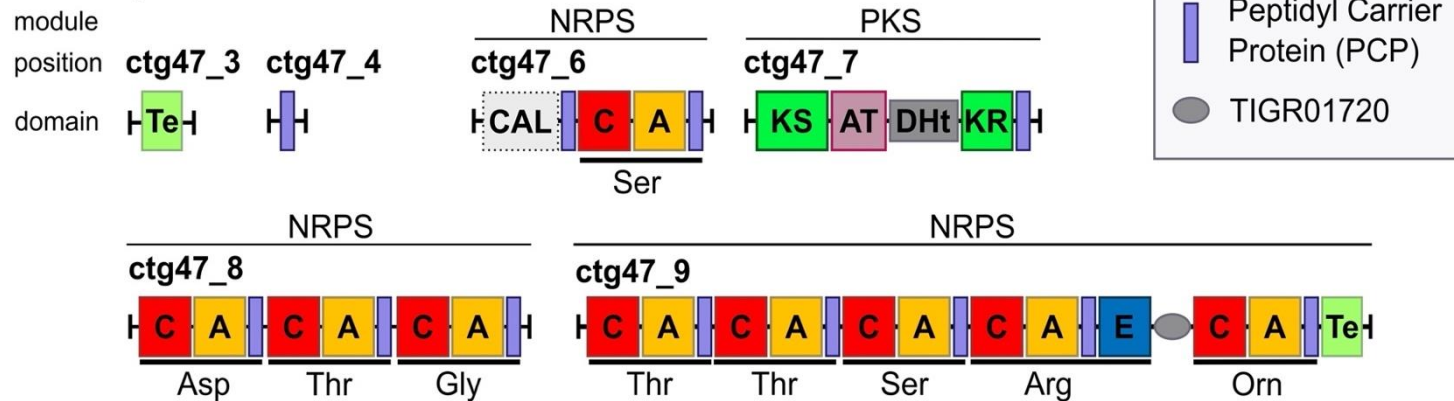 module NRPS PKS
Peptidyl Carrier
Protein (PCP)
position ctg47_3 ctg47_4 ctg47_6 ctg47_7
TIGR01720
domain Te CAL C A KS AT DHt KR
Ser
NRPS NRPS
ctg47_8 ctg47_9
C A C A C A C A C A C A C A E C A Te
Asp Thr Gly Thr Thr Ser Arg Orn